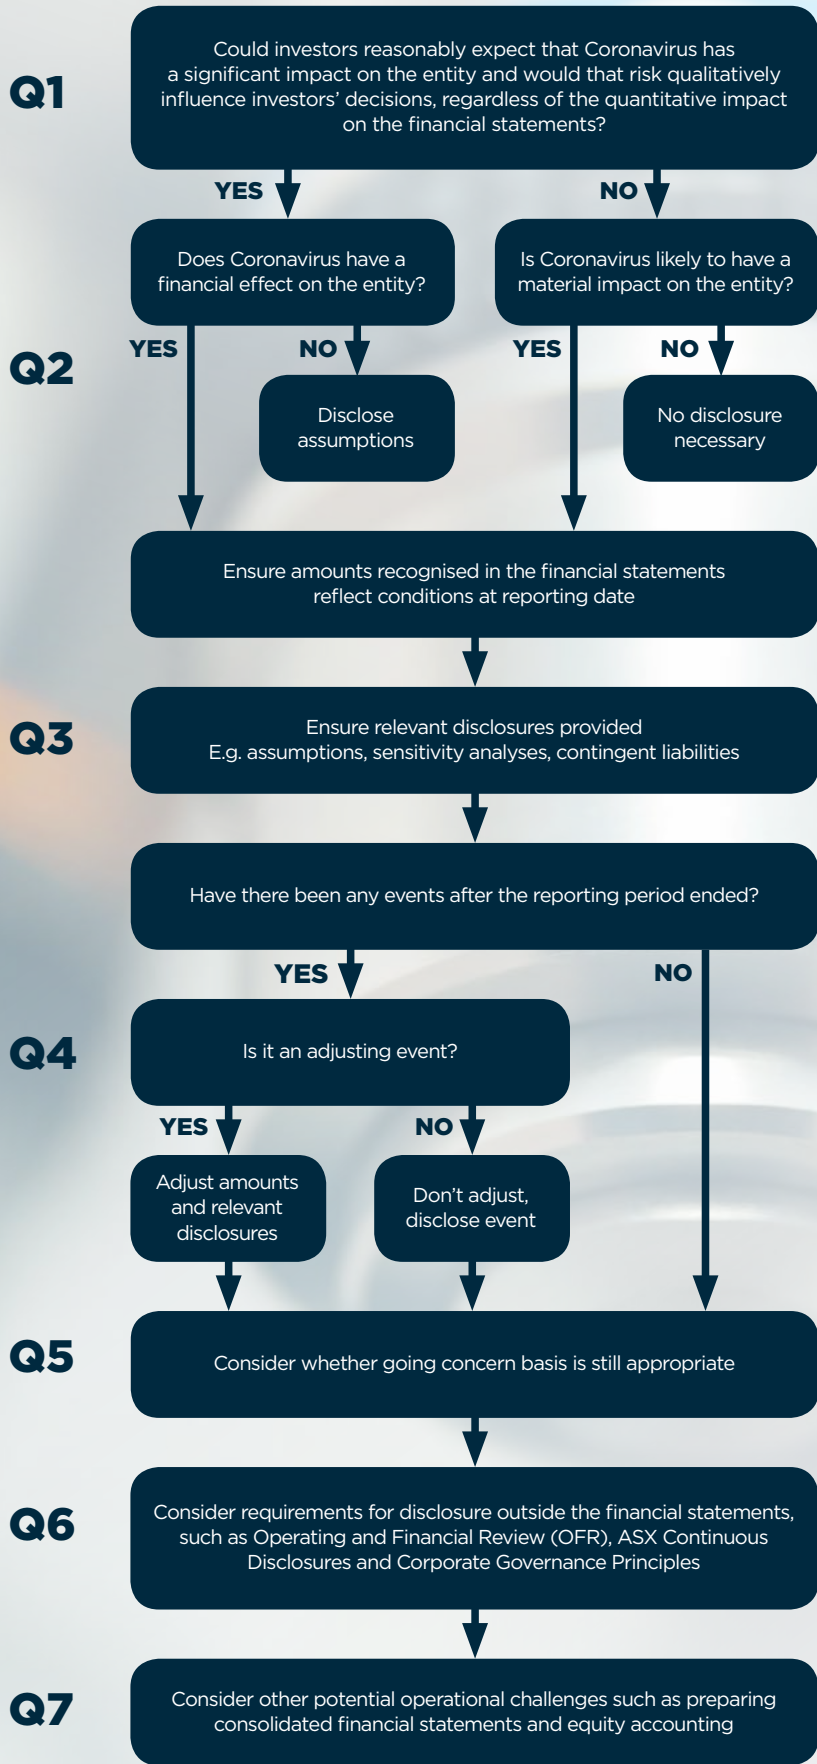 Q1
Could investors reasonably expect that Coronavirus has
a significant impact on the entity and would that risk qualitatively
influence investors’ decisions, regardless of the quantitative impact
on the financial statements?
YES
NO
Does Coronavirus have a
financial effect on the entity?
Is Coronavirus likely to have a
material impact on the entity?
Q2
YES
NO
YES
NO
Disclose
assumptions
No disclosure
necessary
Ensure amounts recognised in the financial statements
reflect conditions at reporting date
Q3
Ensure relevant disclosures provided
E.g. assumptions, sensitivity analyses, contingent liabilities
Have there been any events after the reporting period ended?
YES
NO
Q4
Is it an adjusting event?
YES
NO
Adjust amounts
and relevant
disclosures
Don’t adjust,
disclose event
Q5
Consider whether going concern basis is still appropriate
Q6
Consider requirements for disclosure outside the financial statements,
such as Operating and Financial Review (OFR), ASX Continuous
Disclosures and Corporate Governance Principles
Q7
Consider other potential operational challenges such as preparing
consolidated financial statements and equity accounting